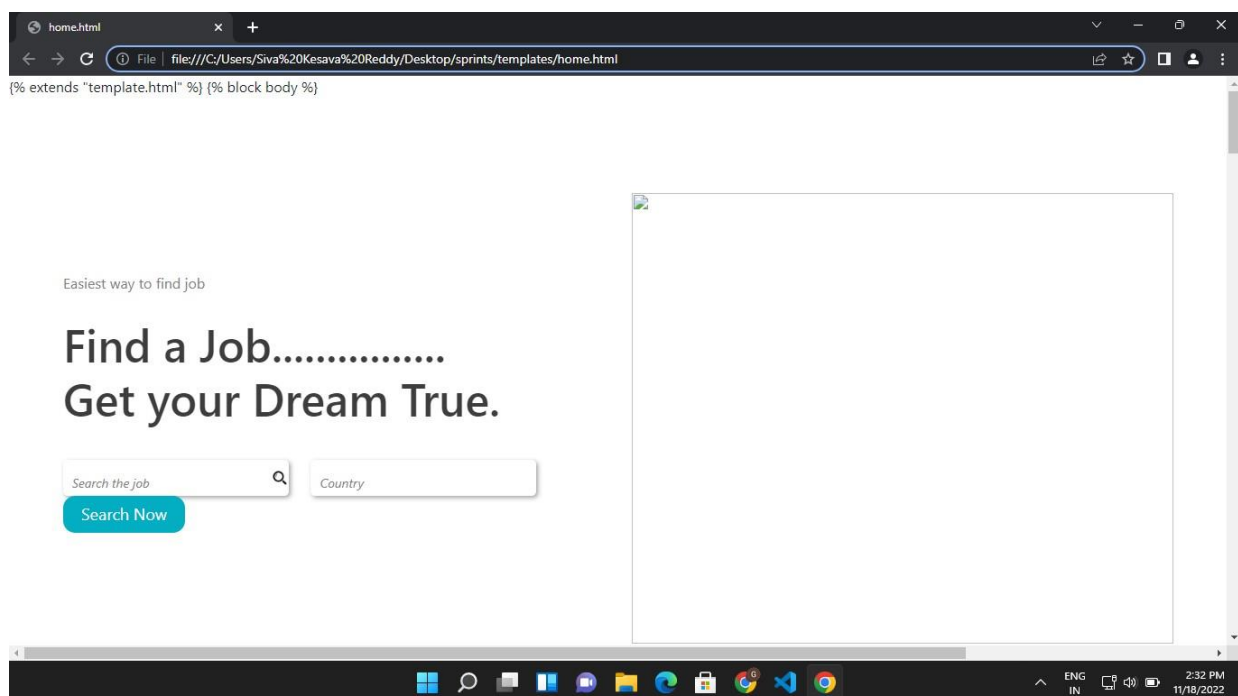 home.html
File file:///C:/Users/Siva%20Kesava%20Reddy/Desktop/sprints/templates/home.html
{% extends "template.html" %} {% block body %}
Easiest way to find job
Find a Job................
Get your Dream True.
Search the job
Country
Search Now
ENG
IN
2:32 PM
11/18/2022